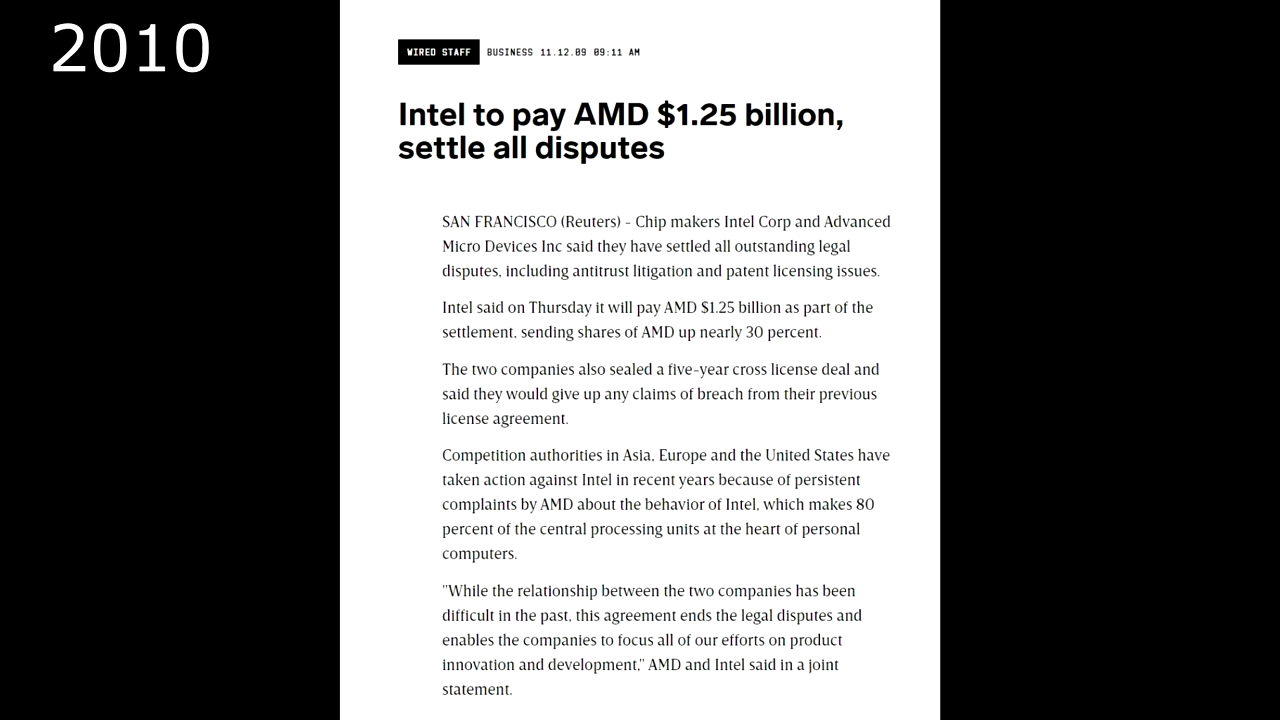 2010
WIRED STAFF BUSINESS 11.12.09 09:11 AM
Intel to pay AMD $1.25 billion,
settle all disputes
SAN FRANCISCO (Reuters) - Chip makers Intel Corp and Advanced
Micro Devices Inc said they have settled all outstanding legal
disputes, including antitrust litigation and patent licensing issues.
Intel said on Thursday it will pay AMD $1.25 billion as part of the
settlement, sending shares of AMD up nearly 30 percent.
The two companies also sealed a five-year cross license deal and
said they would give up any claims of breach from their previous
license agreement.
Competition authorities in Asia, Europe and the United States have
taken action against Intel in recent years because of persistent
complaints by AMD about the behavior of Intel, which makes 80
percent of the central processing units at the heart of personal
computers.
"While the relationship between the two companies has been
difficult in the past, this agreement ends the legal disputes and
enables the companies to focus all of our efforts on product
innovation and development," AMD and Intel said in a joint
statement.